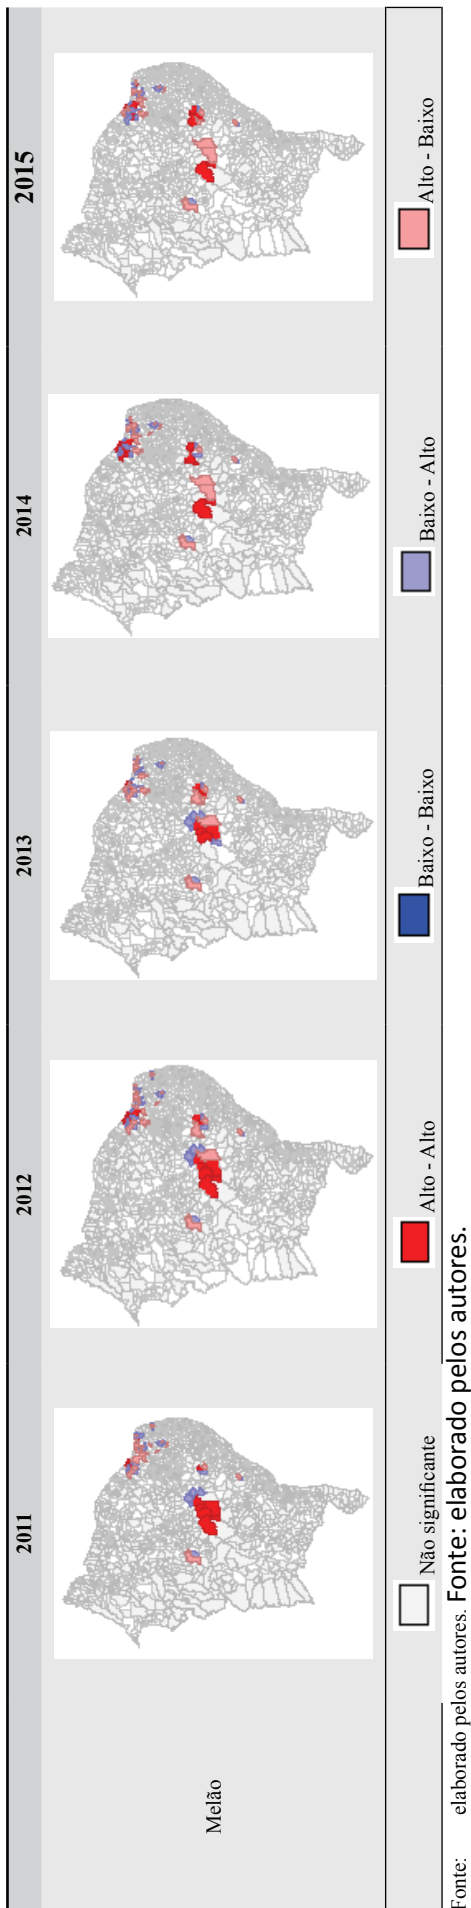 2011 2012 2013 2014 2015
Melão
Não significante Alto - Alto Baixo - Baixo Baixo - Alto Alto - Baixo
Fonte: elaborado pelos autores. Fonte: elaborado pelos autores.